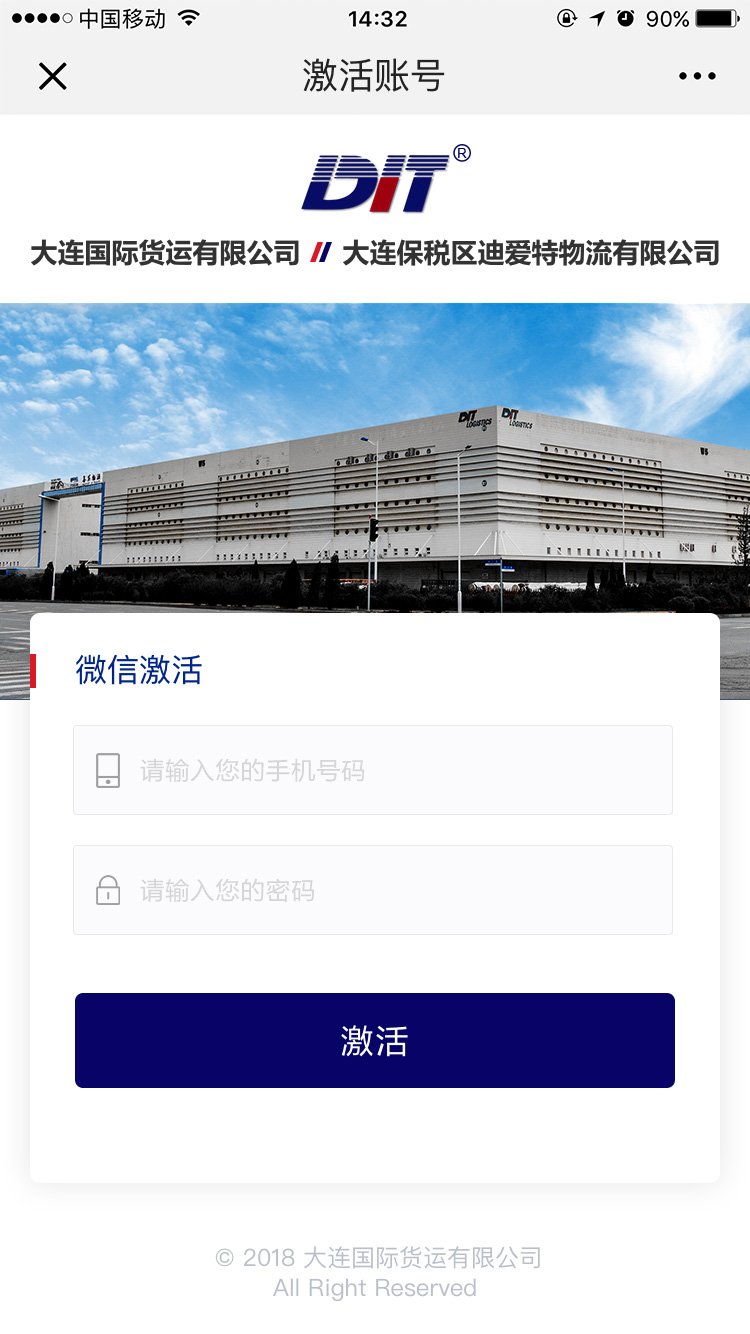 中国移动
14:32
90%
激活账号
DIT®
大连国际货运有限公司 // 大连保税区迪爱特物流有限公司
DIT LOGISTICS
DIT LOGISTICS
微信激活
请输入您的手机号码
请输入您的密码
激活
© 2018 大连国际货运有限公司
All Right Reserved